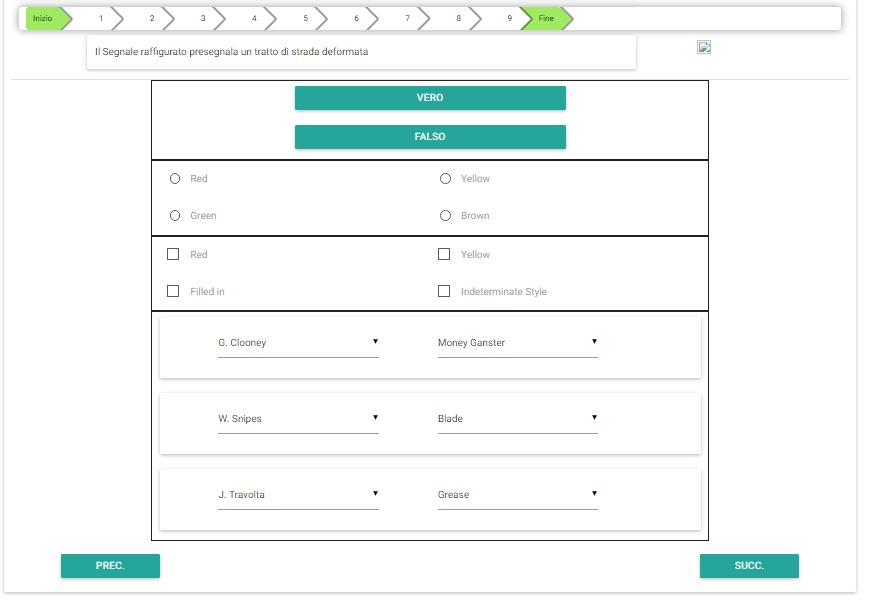 Inizio 1 2 3 4 5 6 7 8 9 Fine
Il Segnale raffigurato presegnala un tratto di strada deformata
VERO
FALSO
Red Yellow
Green Brown
Red Yellow
Filled in Indeterminate Style
G. Clooney Money Ganster
W. Snipes Blade
J. Travolta Grease
PREC. SUCC.